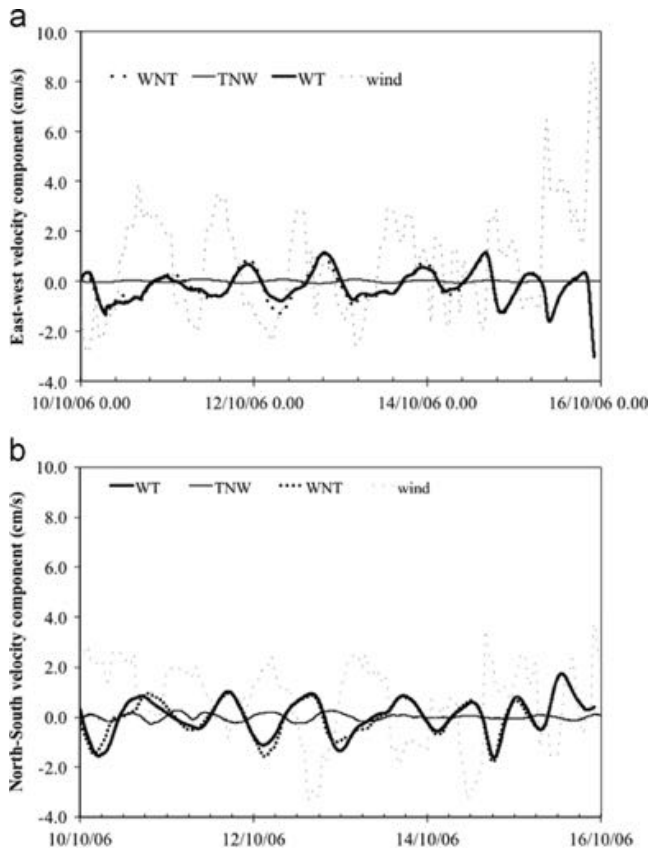 a
10.0
WNT TNW WT wind
8.0
6.0
4.0
2.0
0.0
-2.0
-4.0
East-west velocity component (cm/s)
10/10/06 0.00 12/10/06 0.00 14/10/06 0.00 16/10/06 0.00
b
10.0
WT TNW WNT wind
8.0
6.0
4.0
2.0
0.0
-2.0
-4.0
North-South velocity component (cm/s)
10/10/06 12/10/06 14/10/06 16/10/06